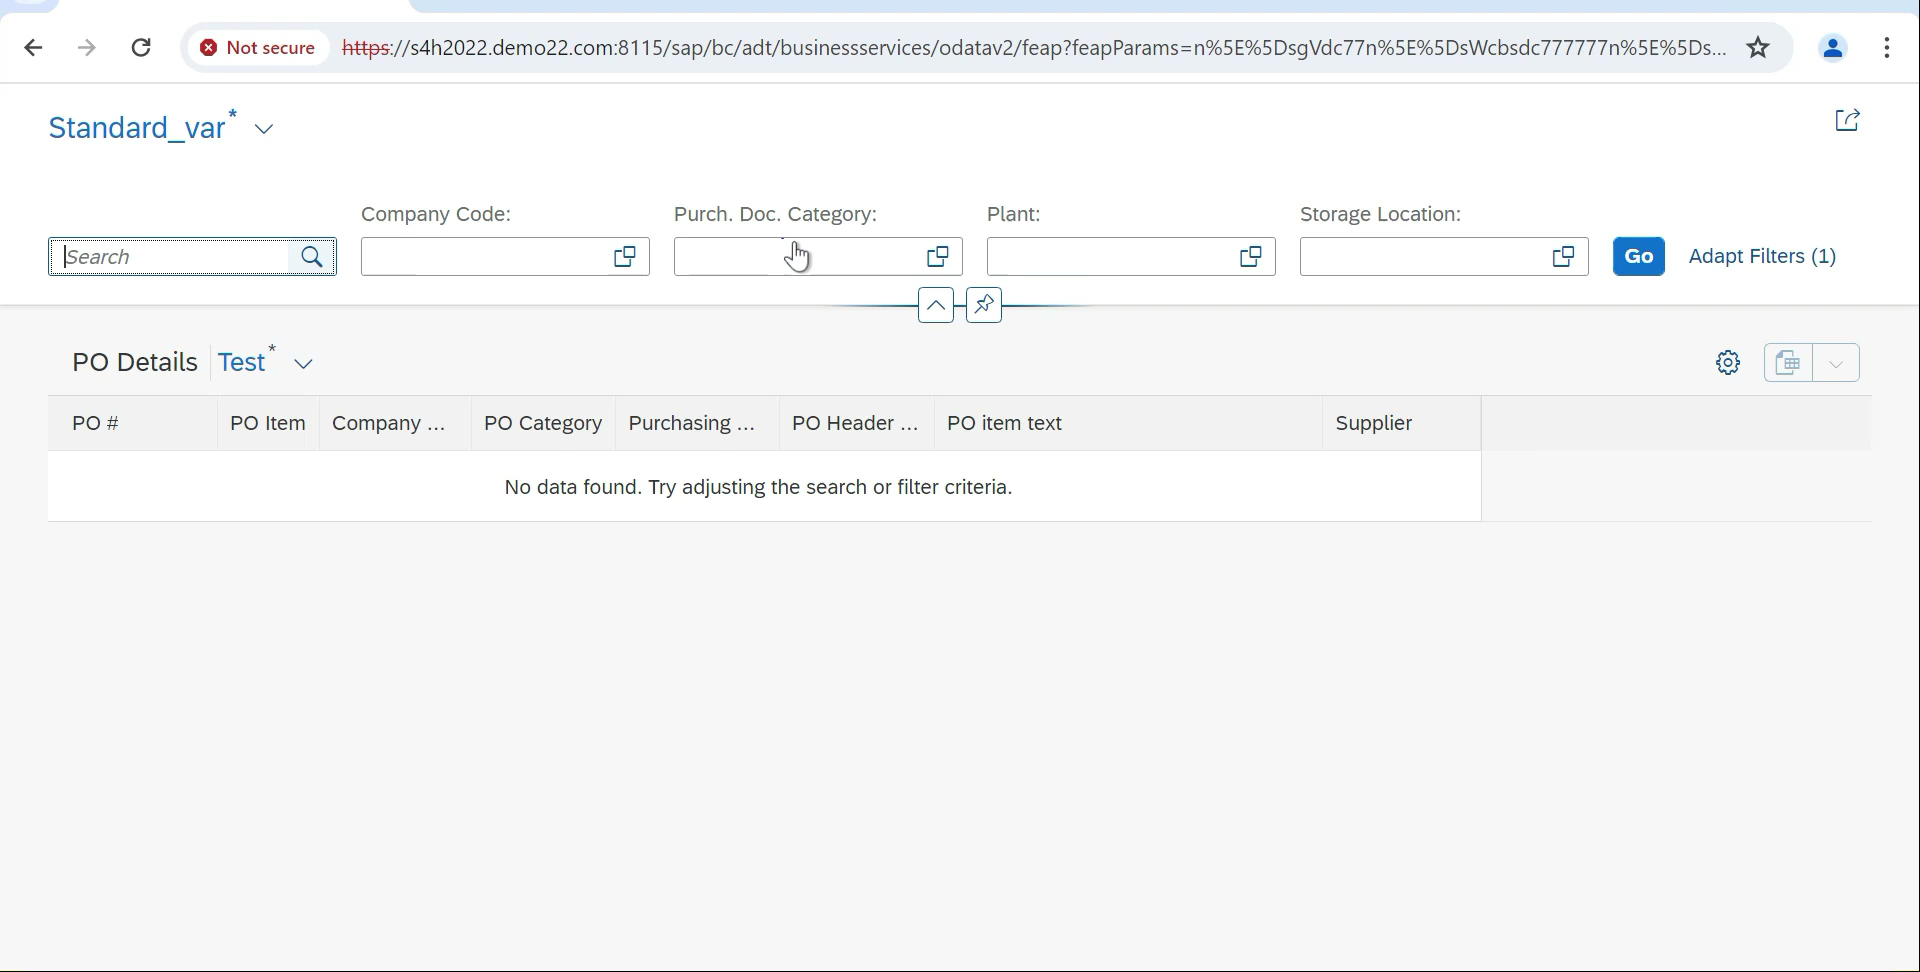 Not secure https://s4h2022.demo22.com:8115/sap/bc/adt/businessservices/odatav2/feap?feapParams=n%5E%5DsgVdc77n%5E%5DsWcbsdc777777n%5E%5Ds...
Standard_var*
Company Code: Purch. Doc. Category: Plant: Storage Location:
Search Go Adapt Filters (1)
PO Details Test*
PO # PO Item Company ... PO Category Purchasing ... PO Header ... PO item text Supplier
No data found. Try adjusting the search or filter criteria.